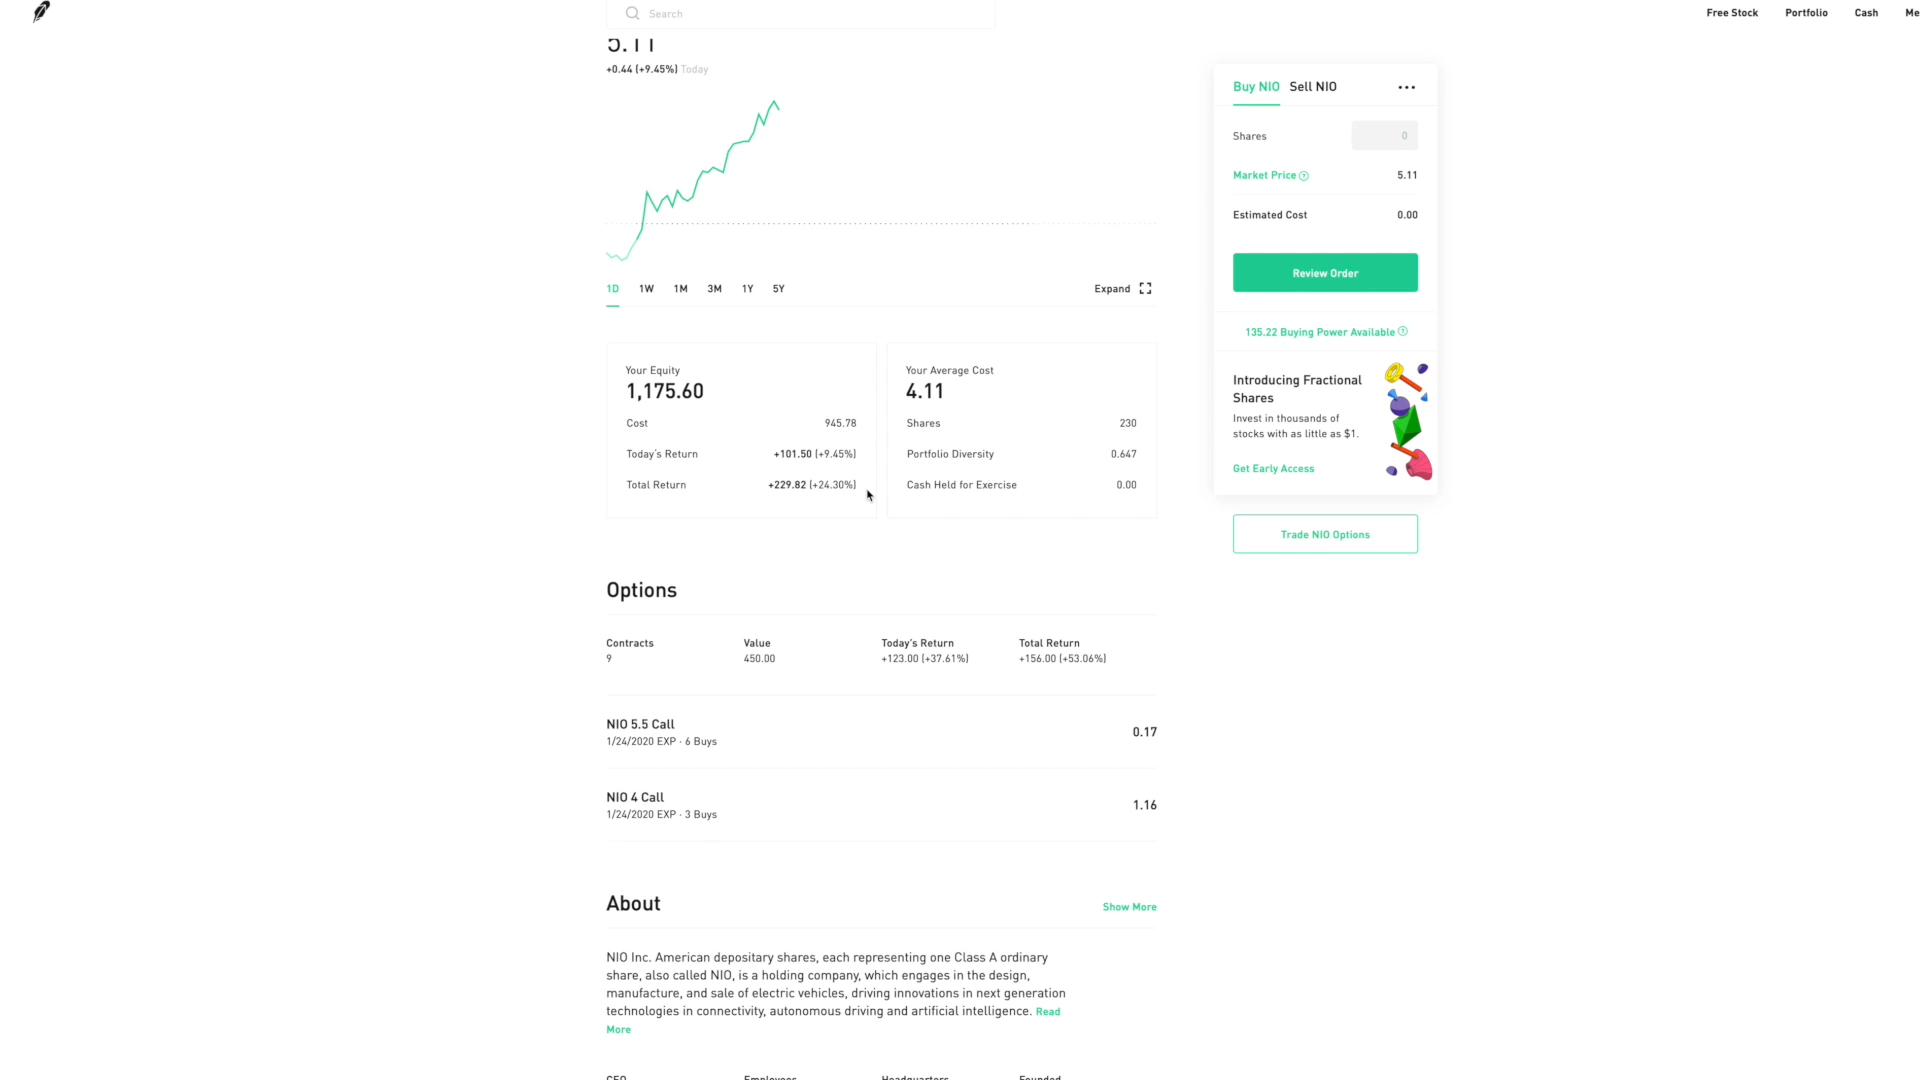 Search
Free Stock
Portfolio
Cash
Me
5.11
+0.44 (+9.45%) Today
1D
1W
1M
3M
1Y
5Y
Expand
Your Equity
1,175.60
Cost 945.78
Today's Return +101.50 (+9.45%)
Total Return +229.82 (+24.30%)
Your Average Cost
4.11
Shares 230
Portfolio Diversity 0.647
Cash Held for Exercise 0.00
Buy NIO
Sell NIO
Shares 0
Market Price ? 5.11
Estimated Cost 0.00
Review Order
135.22 Buying Power Available ?
Introducing Fractional
Shares
Invest in thousands of
stocks with as little as $1.
Get Early Access
Trade NIO Options
Options
Contracts
9
Value
450.00
Today's Return
+123.00 (+37.61%)
Total Return
+156.00 (+53.06%)
NIO 5.5 Call
1/24/2020 EXP · 6 Buys
0.17
NIO 4 Call
1/24/2020 EXP · 3 Buys
1.16
About
Show More
NIO Inc. American depositary shares, each representing one Class A ordinary
share, also called NIO, is a holding company, which engages in the design,
manufacture, and sale of electric vehicles, driving innovations in next generation
technologies in connectivity, autonomous driving and artificial intelligence. Read
More
CEO
Employees
Headquarters
Founded